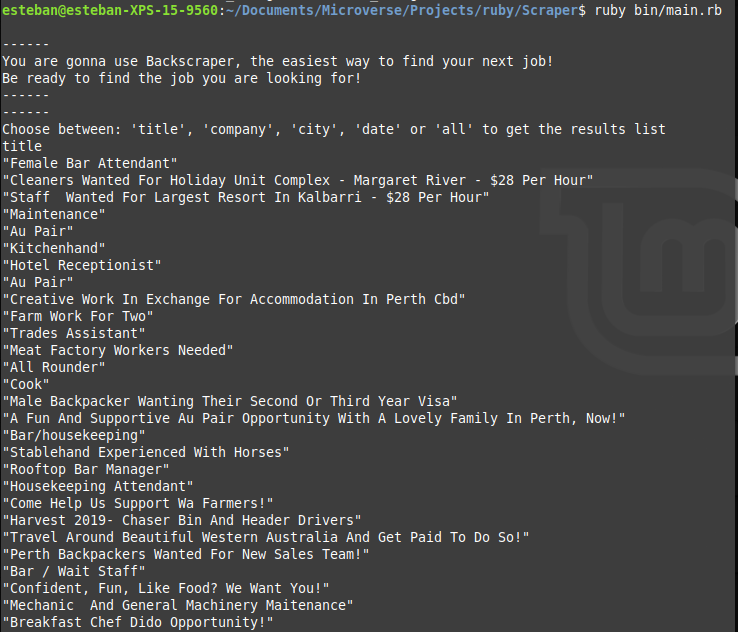 esteban@esteban-XPS-15-9560:~/Documents/Microverse/Projects/ruby/Scraper$ ruby bin/main.rb
------
You are gonna use Backscraper, the easiest way to find your next job!
Be ready to find the job you are looking for!
------
------
Choose between: 'title', 'company', 'city', 'date' or 'all' to get the results list
title
"Female Bar Attendant"
"Cleaners Wanted For Holiday Unit Complex - Margaret River - $28 Per Hour"
"Staff  Wanted For Largest Resort In Kalbarri - $28 Per Hour"
"Maintenance"
"Au Pair"
"Kitchenhand"
"Hotel Receptionist"
"Au Pair"
"Creative Work In Exchange For Accommodation In Perth Cbd"
"Farm Work For Two"
"Trades Assistant"
"Meat Factory Workers Needed"
"All Rounder"
"Cook"
"Male Backpacker Wanting Their Second Or Third Year Visa"
"A Fun And Supportive Au Pair Opportunity With A Lovely Family In Perth, Now!"
"Bar/housekeeping"
"Stablehand Experienced With Horses"
"Rooftop Bar Manager"
"Housekeeping Attendant"
"Come Help Us Support Wa Farmers!"
"Harvest 2019- Chaser Bin And Header Drivers"
"Travel Around Beautiful Western Australia And Get Paid To Do So!"
"Perth Backpackers Wanted For New Sales Team!"
"Bar / Wait Staff"
"Confident, Fun, Like Food? We Want You!"
"Mechanic  And General Machinery Maitenance"
"Breakfast Chef Dido Opportunity!"